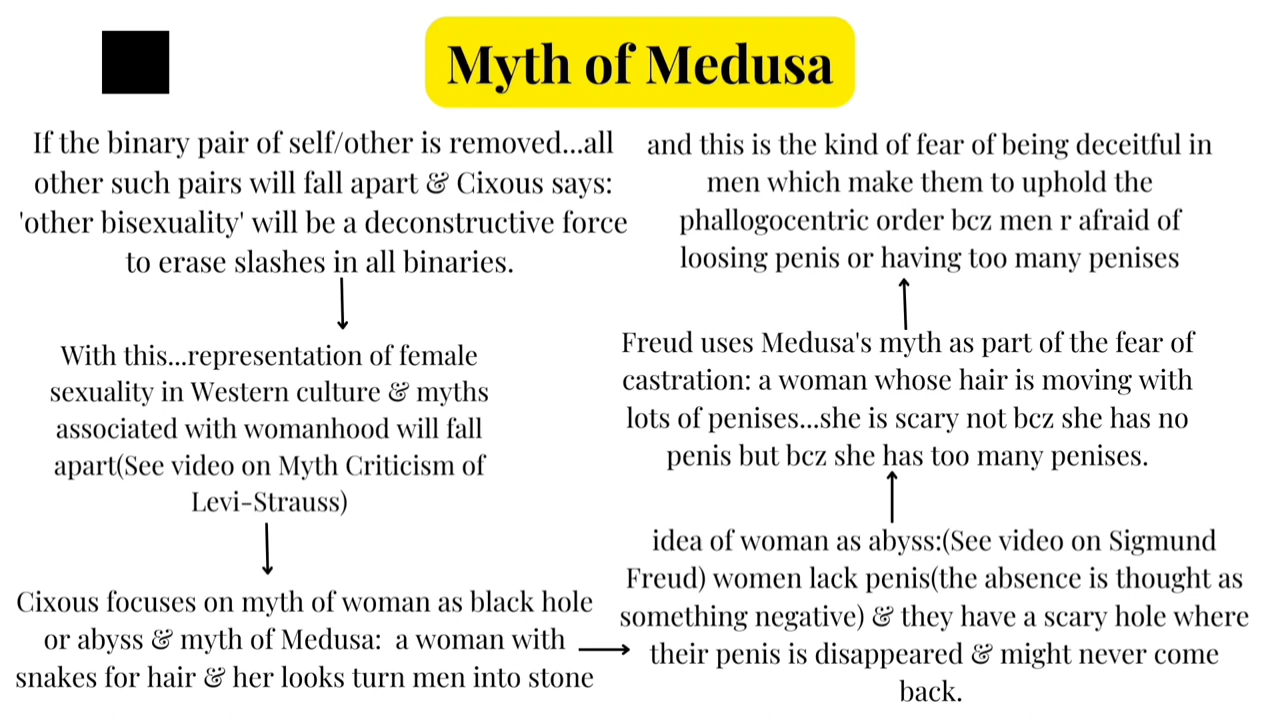 Myth of Medusa
If the binary pair of self/other is removed...all
other such pairs will fall apart & Cixous says:
'other bisexuality' will be a deconstructive force
to erase slashes in all binaries.
With this...representation of female
sexuality in Western culture & myths
associated with womanhood will fall
apart(See video on Myth Criticism of
Levi-Strauss)
Cixous focuses on myth of woman as black hole
or abyss & myth of Medusa: a woman with
snakes for hair & her looks turn men into stone
idea of woman as abyss:(See video on Sigmund
Freud) women lack penis(the absence is thought as
something negative) & they have a scary hole where
their penis is disappeared & might never come
back.
Freud uses Medusa's myth as part of the fear of
castration: a woman whose hair is moving with
lots of penises...she is scary not bcz she has no
penis but bcz she has too many penises.
and this is the kind of fear of being deceitful in
men which make them to uphold the
phallogocentric order bcz men r afraid of
loosing penis or having too many penises